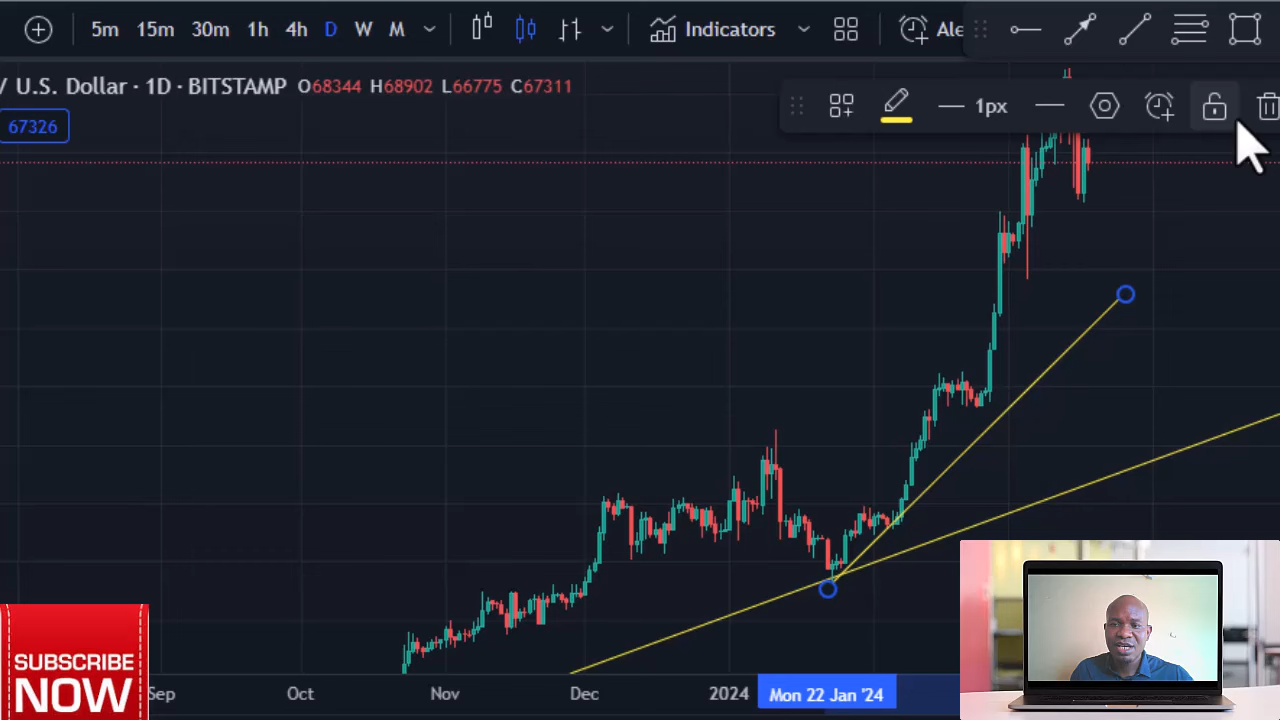 5m 15m 30m 1h 4h D W M Indicators Ale
/ U.S. Dollar · 1D · BITSTAMP O68344 H68902 L66775 C67311
1px
67326
SUBSCRIBE
NOW
Sep Oct Nov Dec 2024 Mon 22 Jan '24